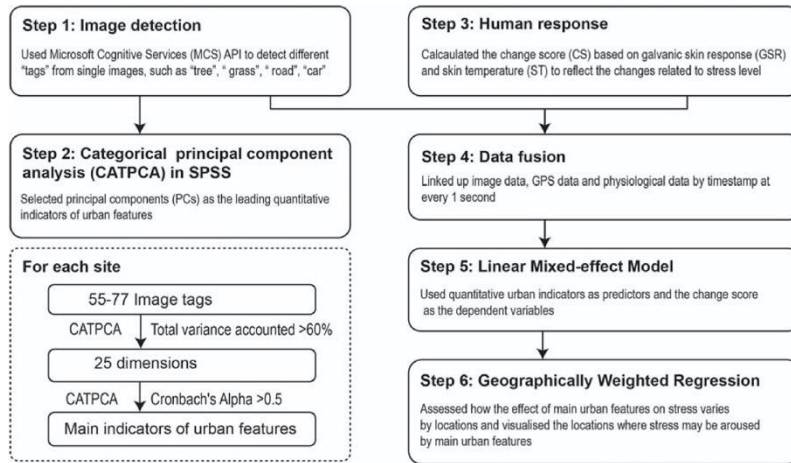 Step 1: Image detection
Used Microsoft Cognitive Services (MCS) API to detect different
“tags” from single images, such as “tree”, “ grass”, “ road”, “car”
Step 2: Categorical principal component
analysis (CATPCA) in SPSS
Selected principal components (PCs) as the leading quantitative
indicators of urban features
For each site
55-77 Image tags
CATPCA Total variance accounted >60%
25 dimensions
CATPCA Cronbach's Alpha >0.5
Main indicators of urban features
Step 3: Human response
Calcaulated the change score (CS) based on galvanic skin response (GSR)
and skin temperature (ST) to reflect the changes related to stress level
Step 4: Data fusion
Linked up image data, GPS data and physiological data by timestamp at
every 1 second
Step 5: Linear Mixed-effect Model
Used quantitative urban indicators as predictors and the change score
as the dependent variables
Step 6: Geographically Weighted Regression
Assessed how the effect of main urban features on stress varies
by locations and visualised the locations where stress may be aroused
by main urban features